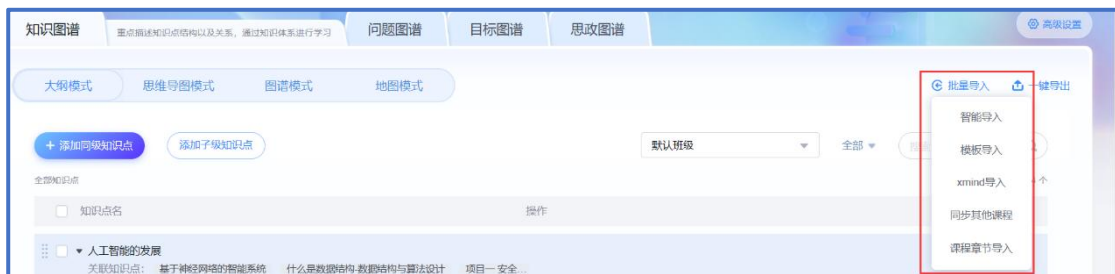 知识图谱 重点描述知识点结构以及关系，通过知识体系进行学习 问题图谱 目标图谱 思政图谱 高级设置
大纲模式 思维导图模式 图谱模式 地图模式 批量导入 一键导出
智能导入
+ 添加同级知识点 添加子级知识点 默认班级 全部 模板导入
全部知识点 xmind导入 个
知识点名 操作 同步其他课程
人工智能的发展 课程章节导入
关联知识点： 基于神经网络的智能系统 什么是数据结构-数据结构与算法设计 项目一 安全...